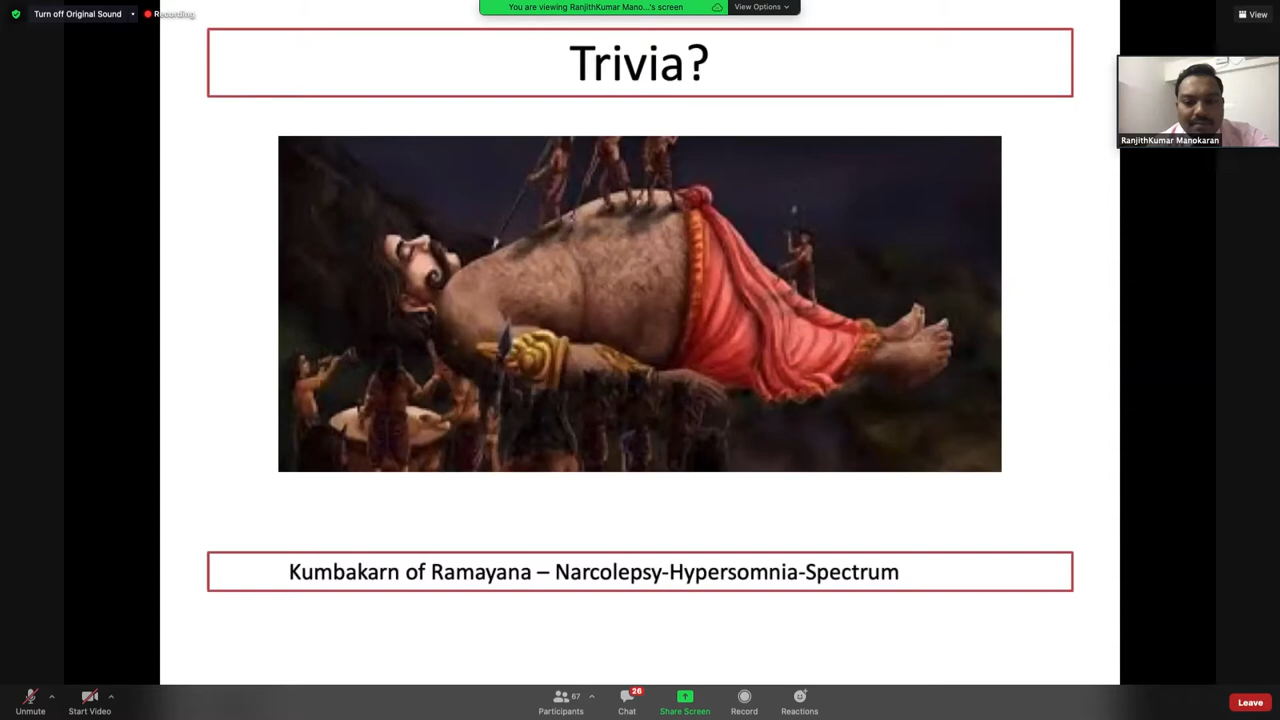 Turn off Original Sound
Recording
You are viewing RanjithKumar Mano...'s screen
View Options
View
Trivia?
RanjithKumar Manokaran
Kumbakarn of Ramayana – Narcolepsy-Hypersomnia-Spectrum
Unmute
Start Video
67
Participants
26
Chat
Share Screen
Record
Reactions
Leave